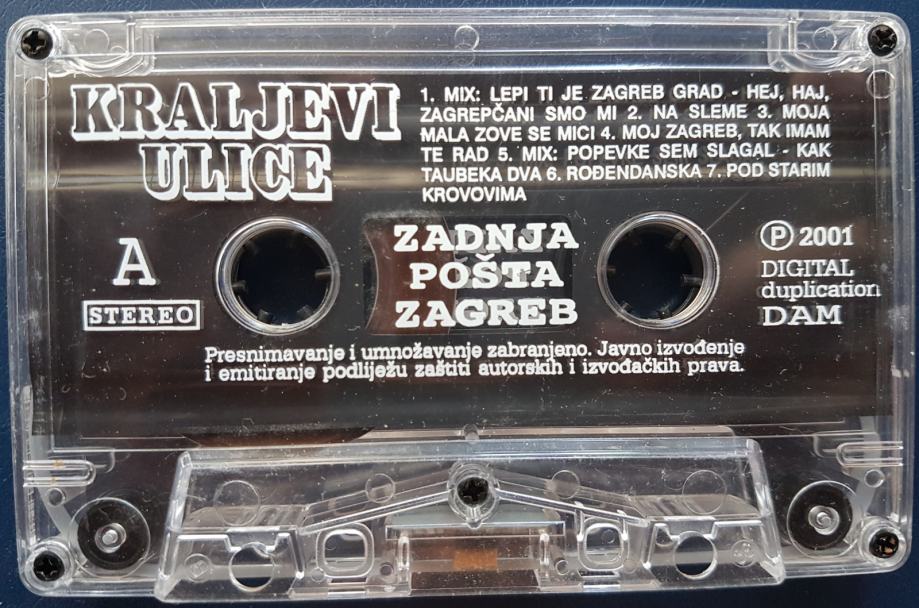 KRALJEVI
ULICE
1. MIX: LEPI TI JE ZAGREB GRAD - HEJ, HAJ,
ZAGREPČANI SMO MI 2. NA SLEME 3. MOJA
MALA ZOVE SE MICI 4. MOJ ZAGREB, TAK IMAM
TE RAD 5. MIX: POPEVKE SEM SLAGAL - KAK
TAUBEKA DVA 6. ROĐENDANSKA 7. POD STARIM
KROVOVIMA
A
STEREO
ZADNJA
POŠTA
ZAGREB
Ⓟ 2001
DIGITAL
duplication
DAM
Presnimavanje i umnožavanje zabranjeno. Javno izvođenje
i emitiranje podliježu zaštiti autorskih i izvođačkih prava.